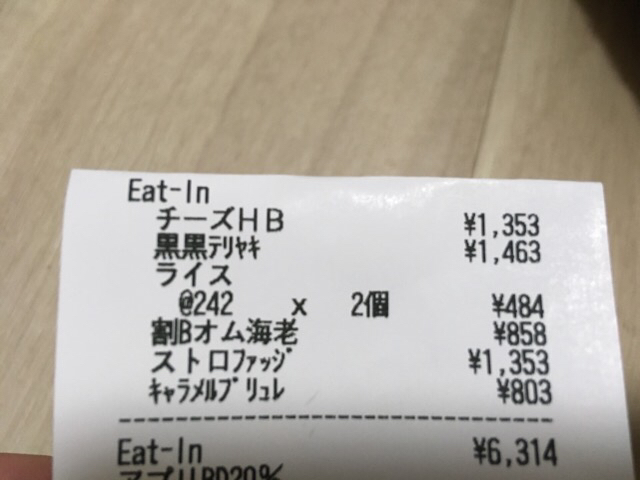 Eat-In
チーズHB ¥1,353
黒黒ﾃﾘﾔｷ ¥1,463
ライス
@242 x 2個 ¥484
割Bオム海老 ¥858
ストロﾌｧｯｼﾞ ¥1,353
ｷｬﾗﾒﾙﾌﾞﾘｭﾚ ¥803
Eat-In ¥6,314